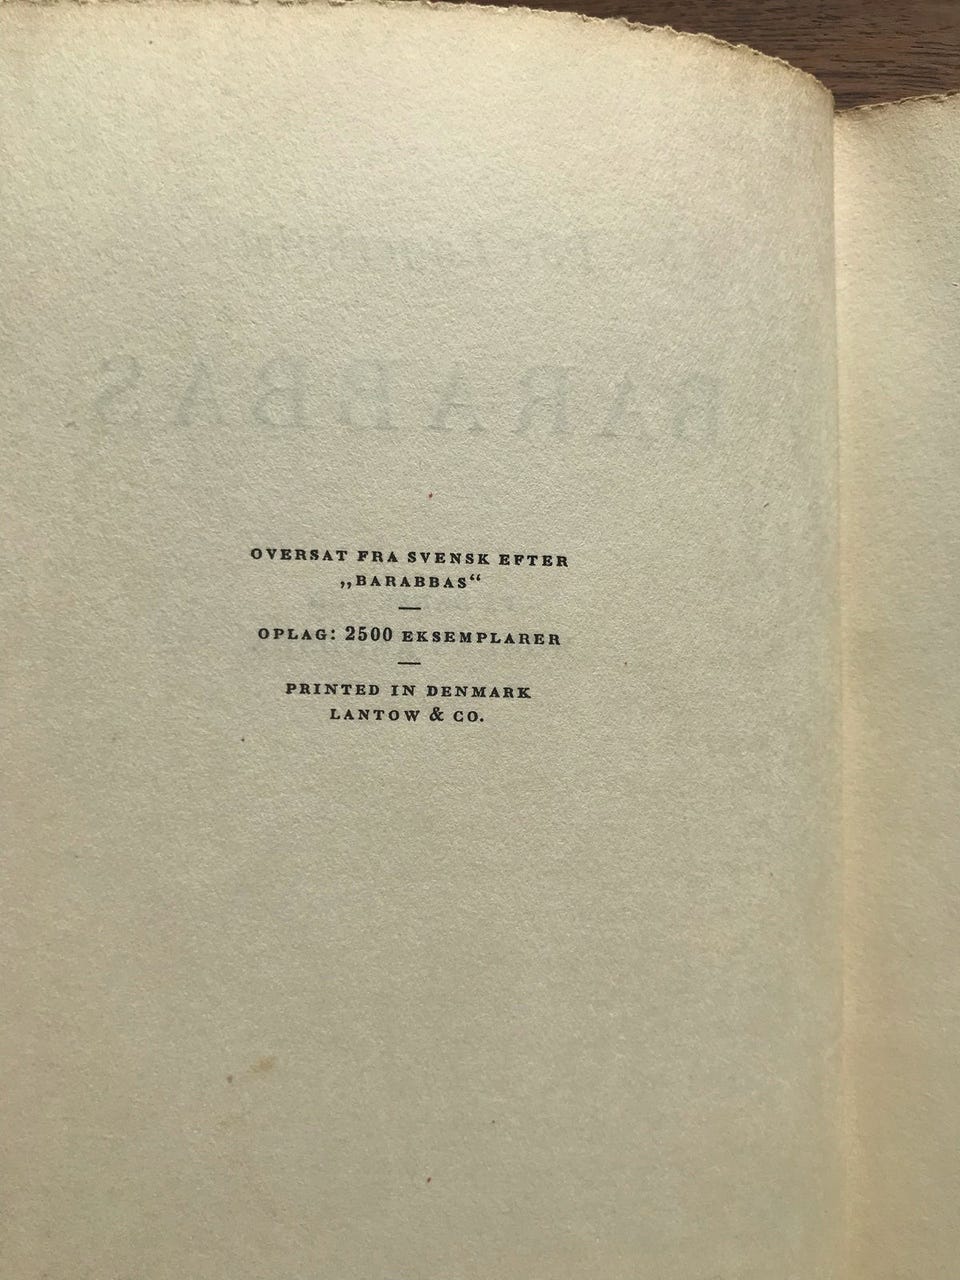 OVERSAT FRA SVENSK EFTER
„BARABBAS“
OPLAG: 2500 EKSEMPLARER
PRINTED IN DENMARK
LANTOW & CO.